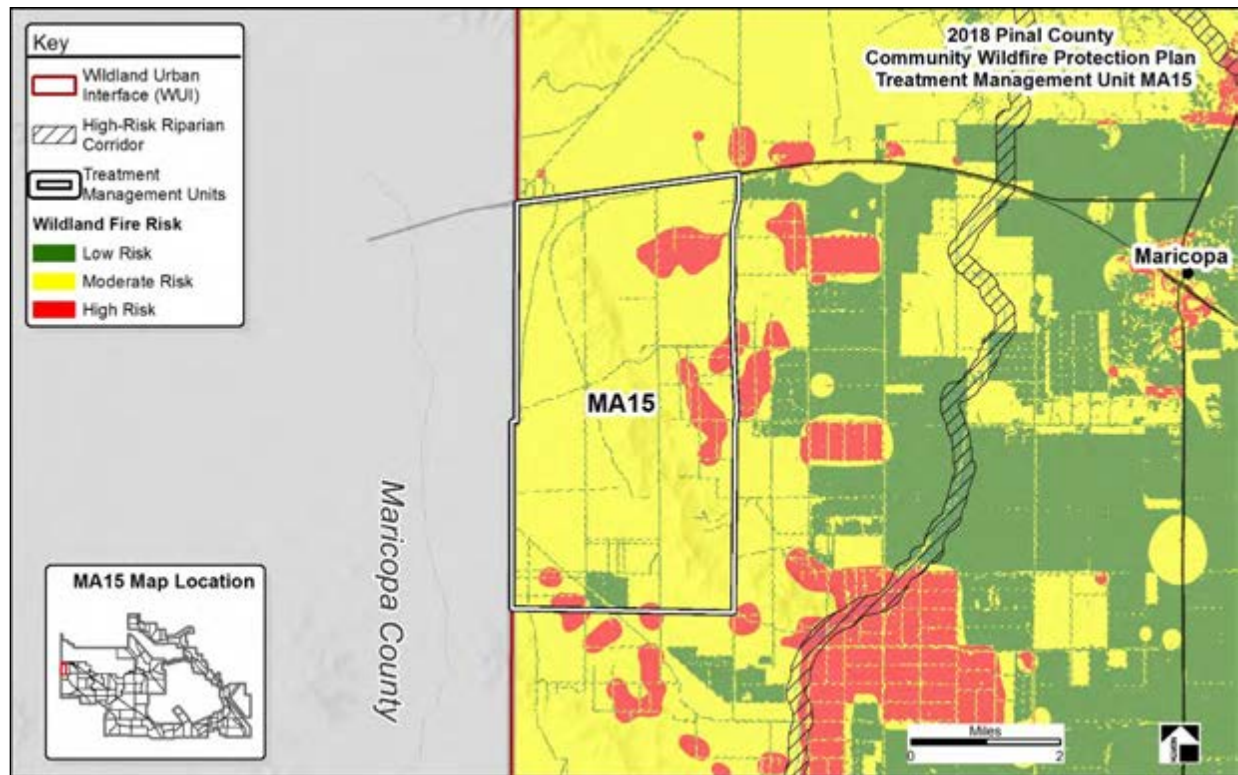 Key
Wildland Urban
Interface (WUI)
High-Risk Riparian
Corridor
Treatment
Management Units
Wildland Fire Risk
Low Risk
Moderate Risk
High Risk
2018 Pinal County
Community Wildfire Protection Plan
Treatment Management Unit MA15
Maricopa
MA15
Maricopa County
MA15 Map Location
Miles
0
2